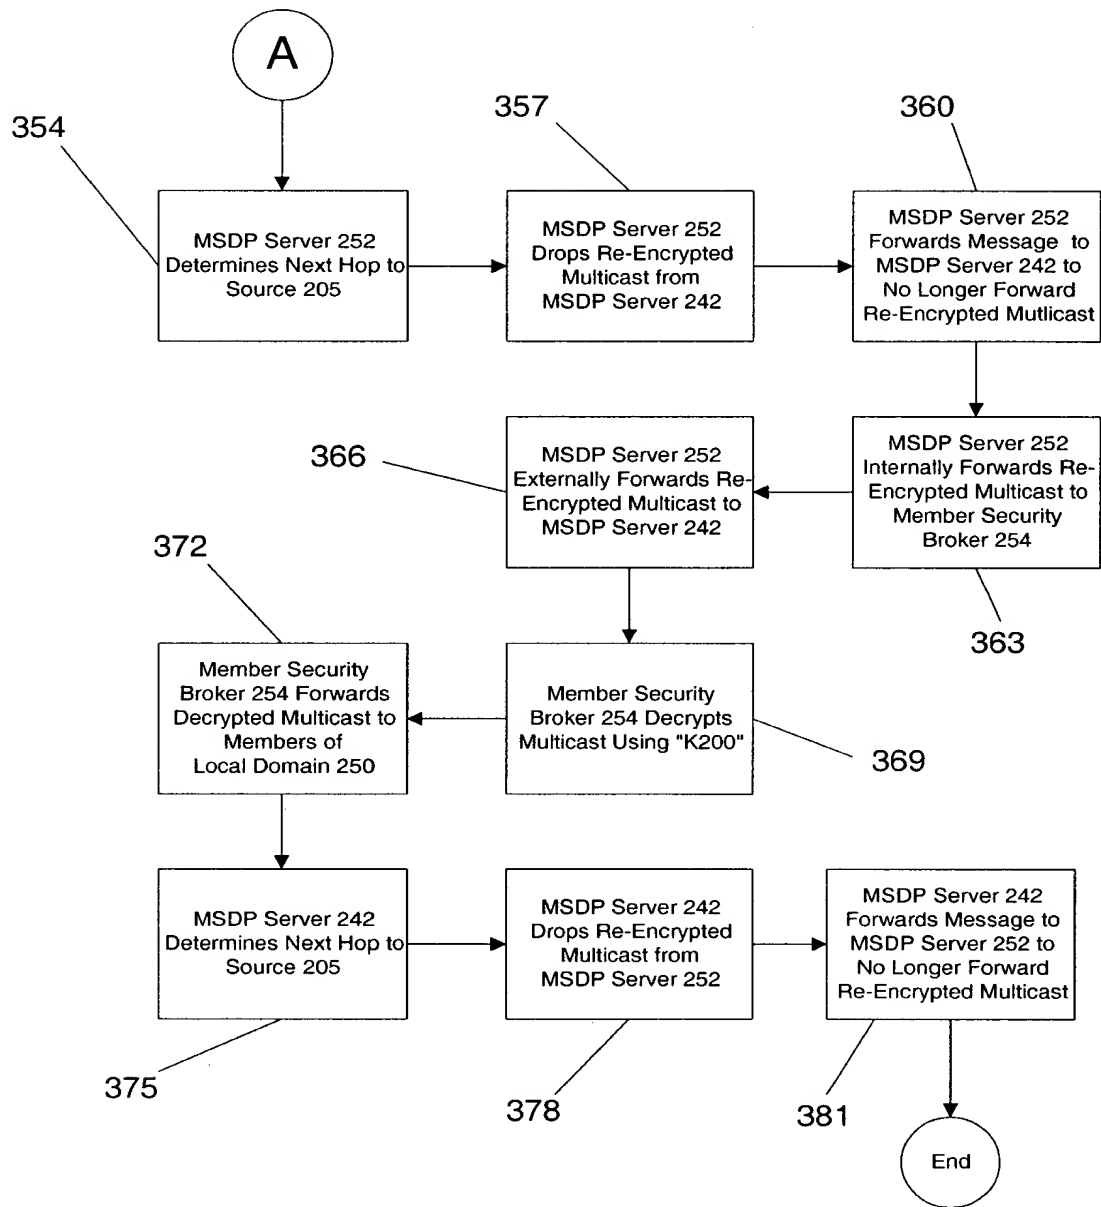 A
354
357
360
MSDP Server 252
Determines Next Hop to
Source 205
MSDP Server 252
Drops Re-Encrypted
Multicast from
MSDP Server 242
MSDP Server 252
Forwards Message to
MSDP Server 242 to
No Longer Forward
Re-Encrypted Mutlicast
366
MSDP Server 252
Externally Forwards Re-
Encrypted Multicast to
MSDP Server 242
MSDP Server 252
Internally Forwards Re-
Encrypted Multicast to
Member Security
Broker 254
363
372
Member Security
Broker 254 Forwards
Decrypted Multicast to
Members of
Local Domain 250
Member Security
Broker 254 Decrypts
Multicast Using "K200"
369
MSDP Server 242
Determines Next Hop to
Source 205
MSDP Server 242
Drops Re-Encrypted
Multicast from
MSDP Server 252
MSDP Server 242
Forwards Message to
MSDP Server 252 to
No Longer Forward
Re-Encrypted Multicast
375
378
381
End